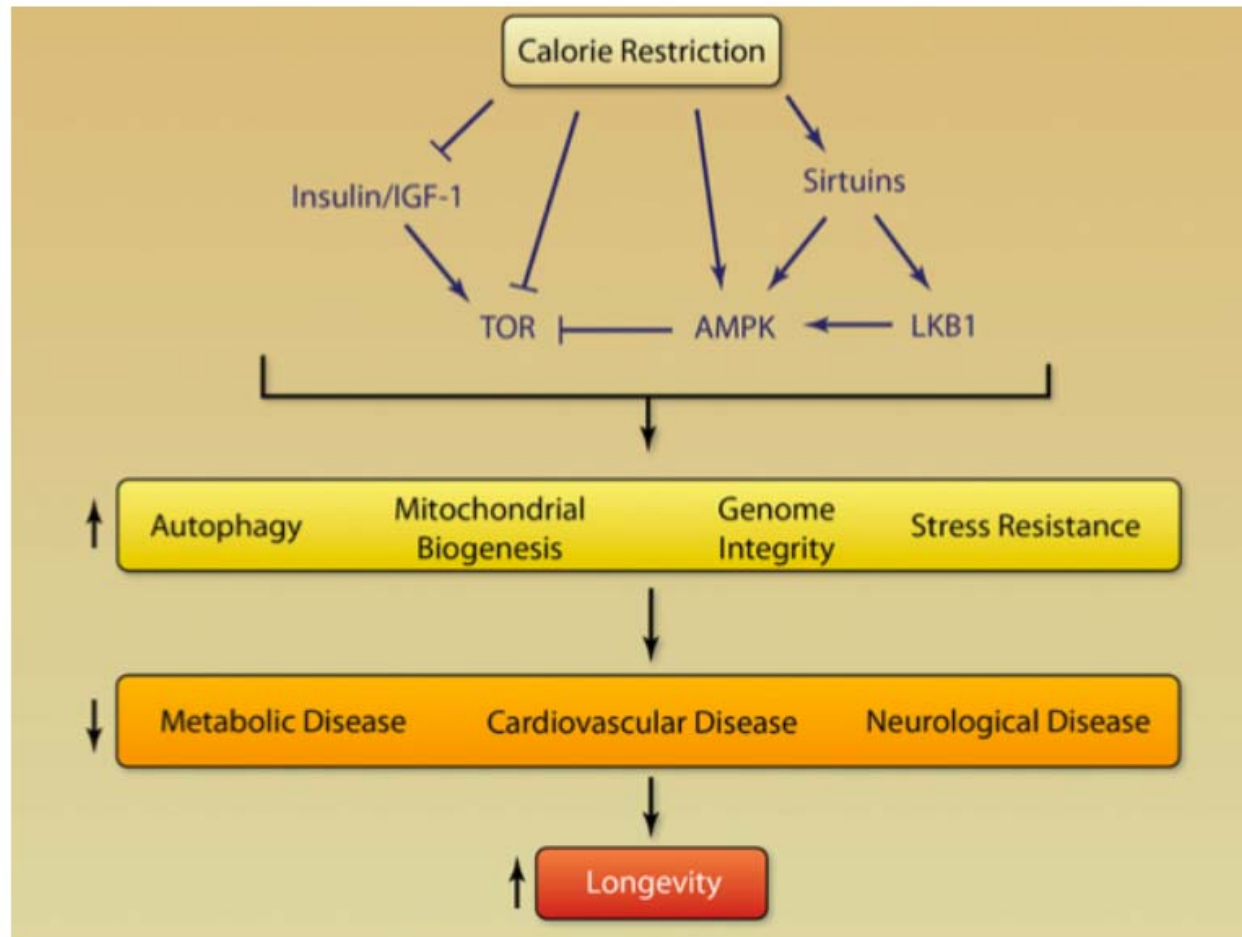 Calorie Restriction
Insulin/IGF-1
Sirtuins
TOR
AMPK
LKB1
Autophagy
Mitochondrial
Biogenesis
Genome
Integrity
Stress Resistance
Metabolic Disease
Cardiovascular Disease
Neurological Disease
Longevity